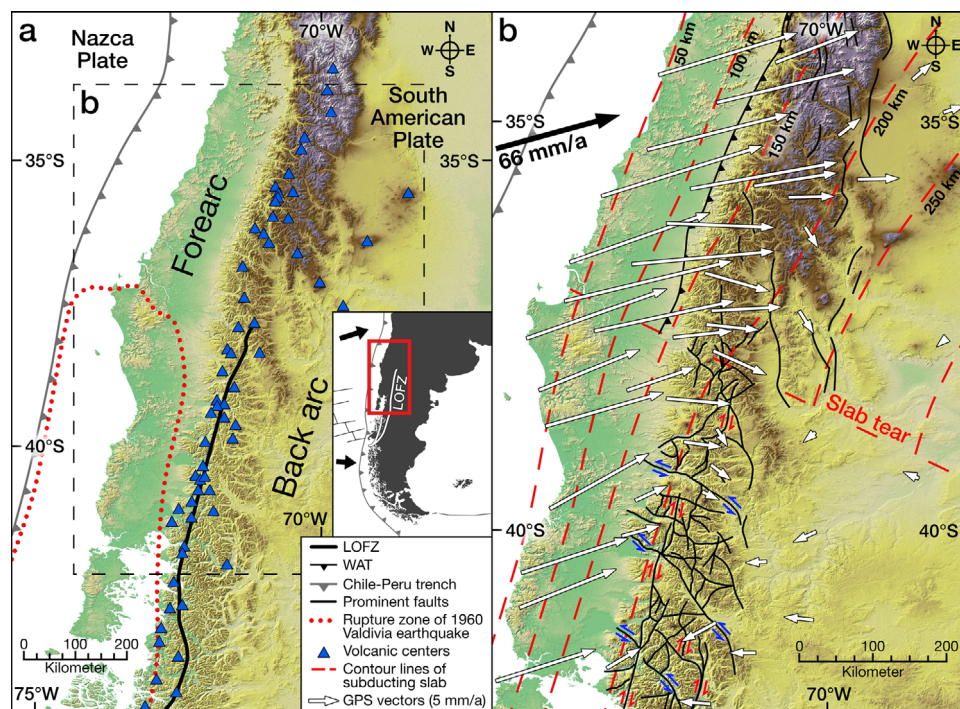 a
Nazca
Plate
70°W
N
W E
S
b
South
American
Plate
35°S
35°S
Forearc
Back arc
40°S
70°W
75°W
LOFZ
0 100 200
Kilometer
LOFZ
WAT
Chile-Peru trench
Prominent faults
Rupture zone of 1960
Valdivia earthquake
Volcanic centers
Contour lines of
subducting slab
GPS vectors (5 mm/a)
b
70°W
N
W E
S
50 km
100 km
150 km
200 km
250 km
35°S
35°S
66 mm/a
Slab tear
40°S
40°S
0 100 200
Kilometer
70°W